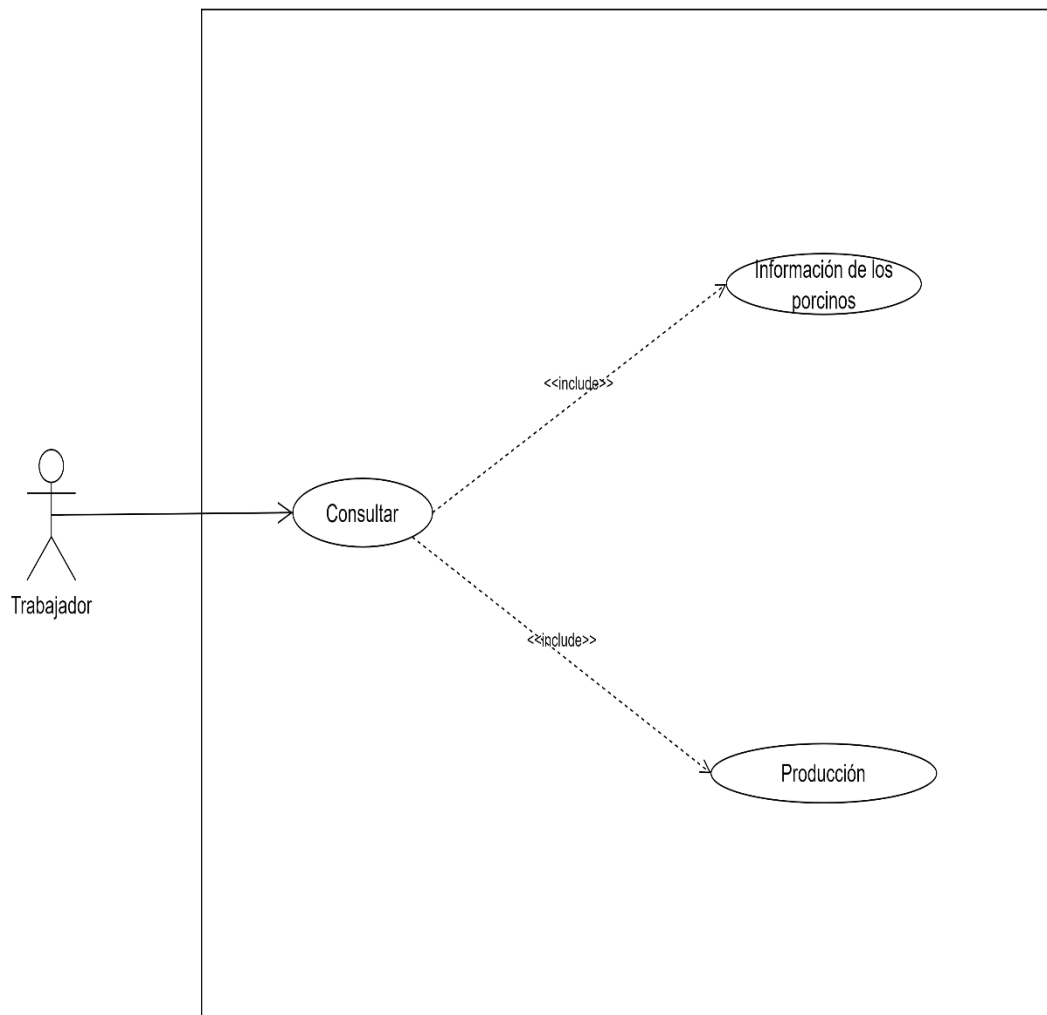 Información de los
porcinos
<<include>>
Consultar
Trabajador
<<include>>
Producción